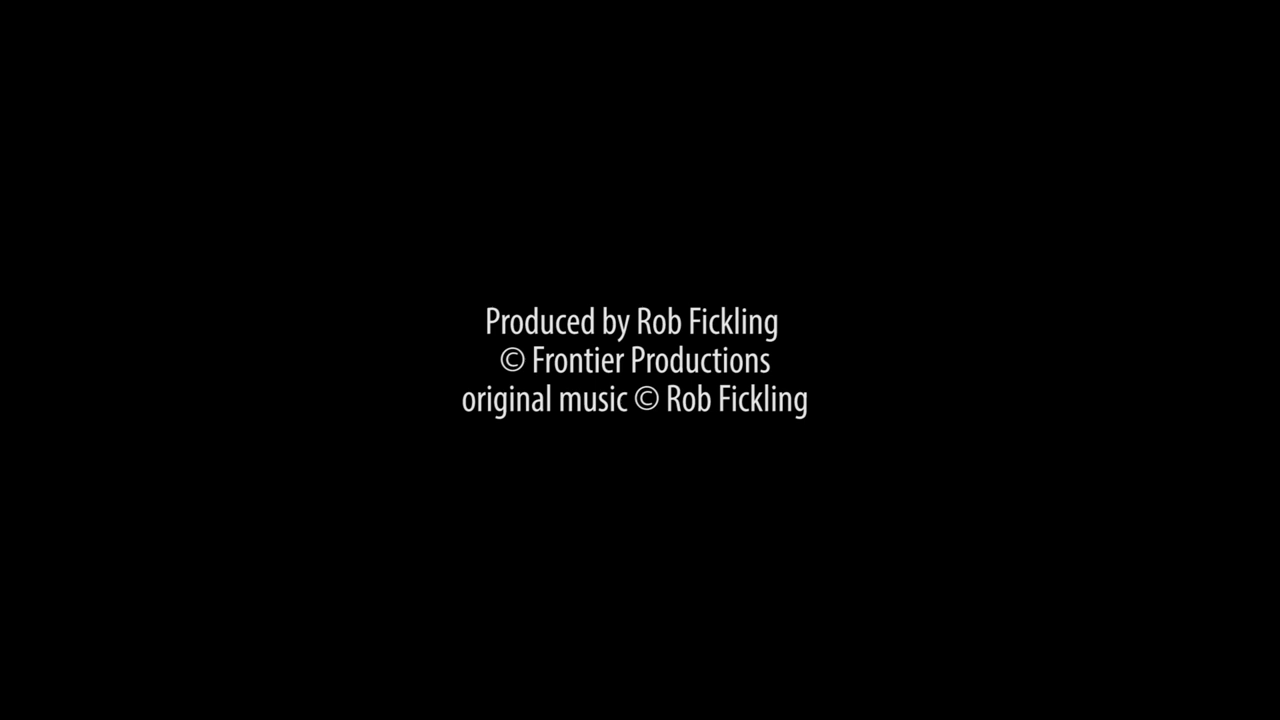 Produced by Rob Fickling
© Frontier Productions
original music © Rob Fickling